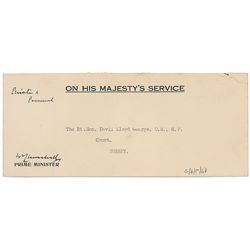 Private &
Personal
ON HIS MAJESTY'S SERVICE
The Rt.Hon. David Lloyd George, O.M., M.P.
Churt,
SURREY.
PRIME MINISTER